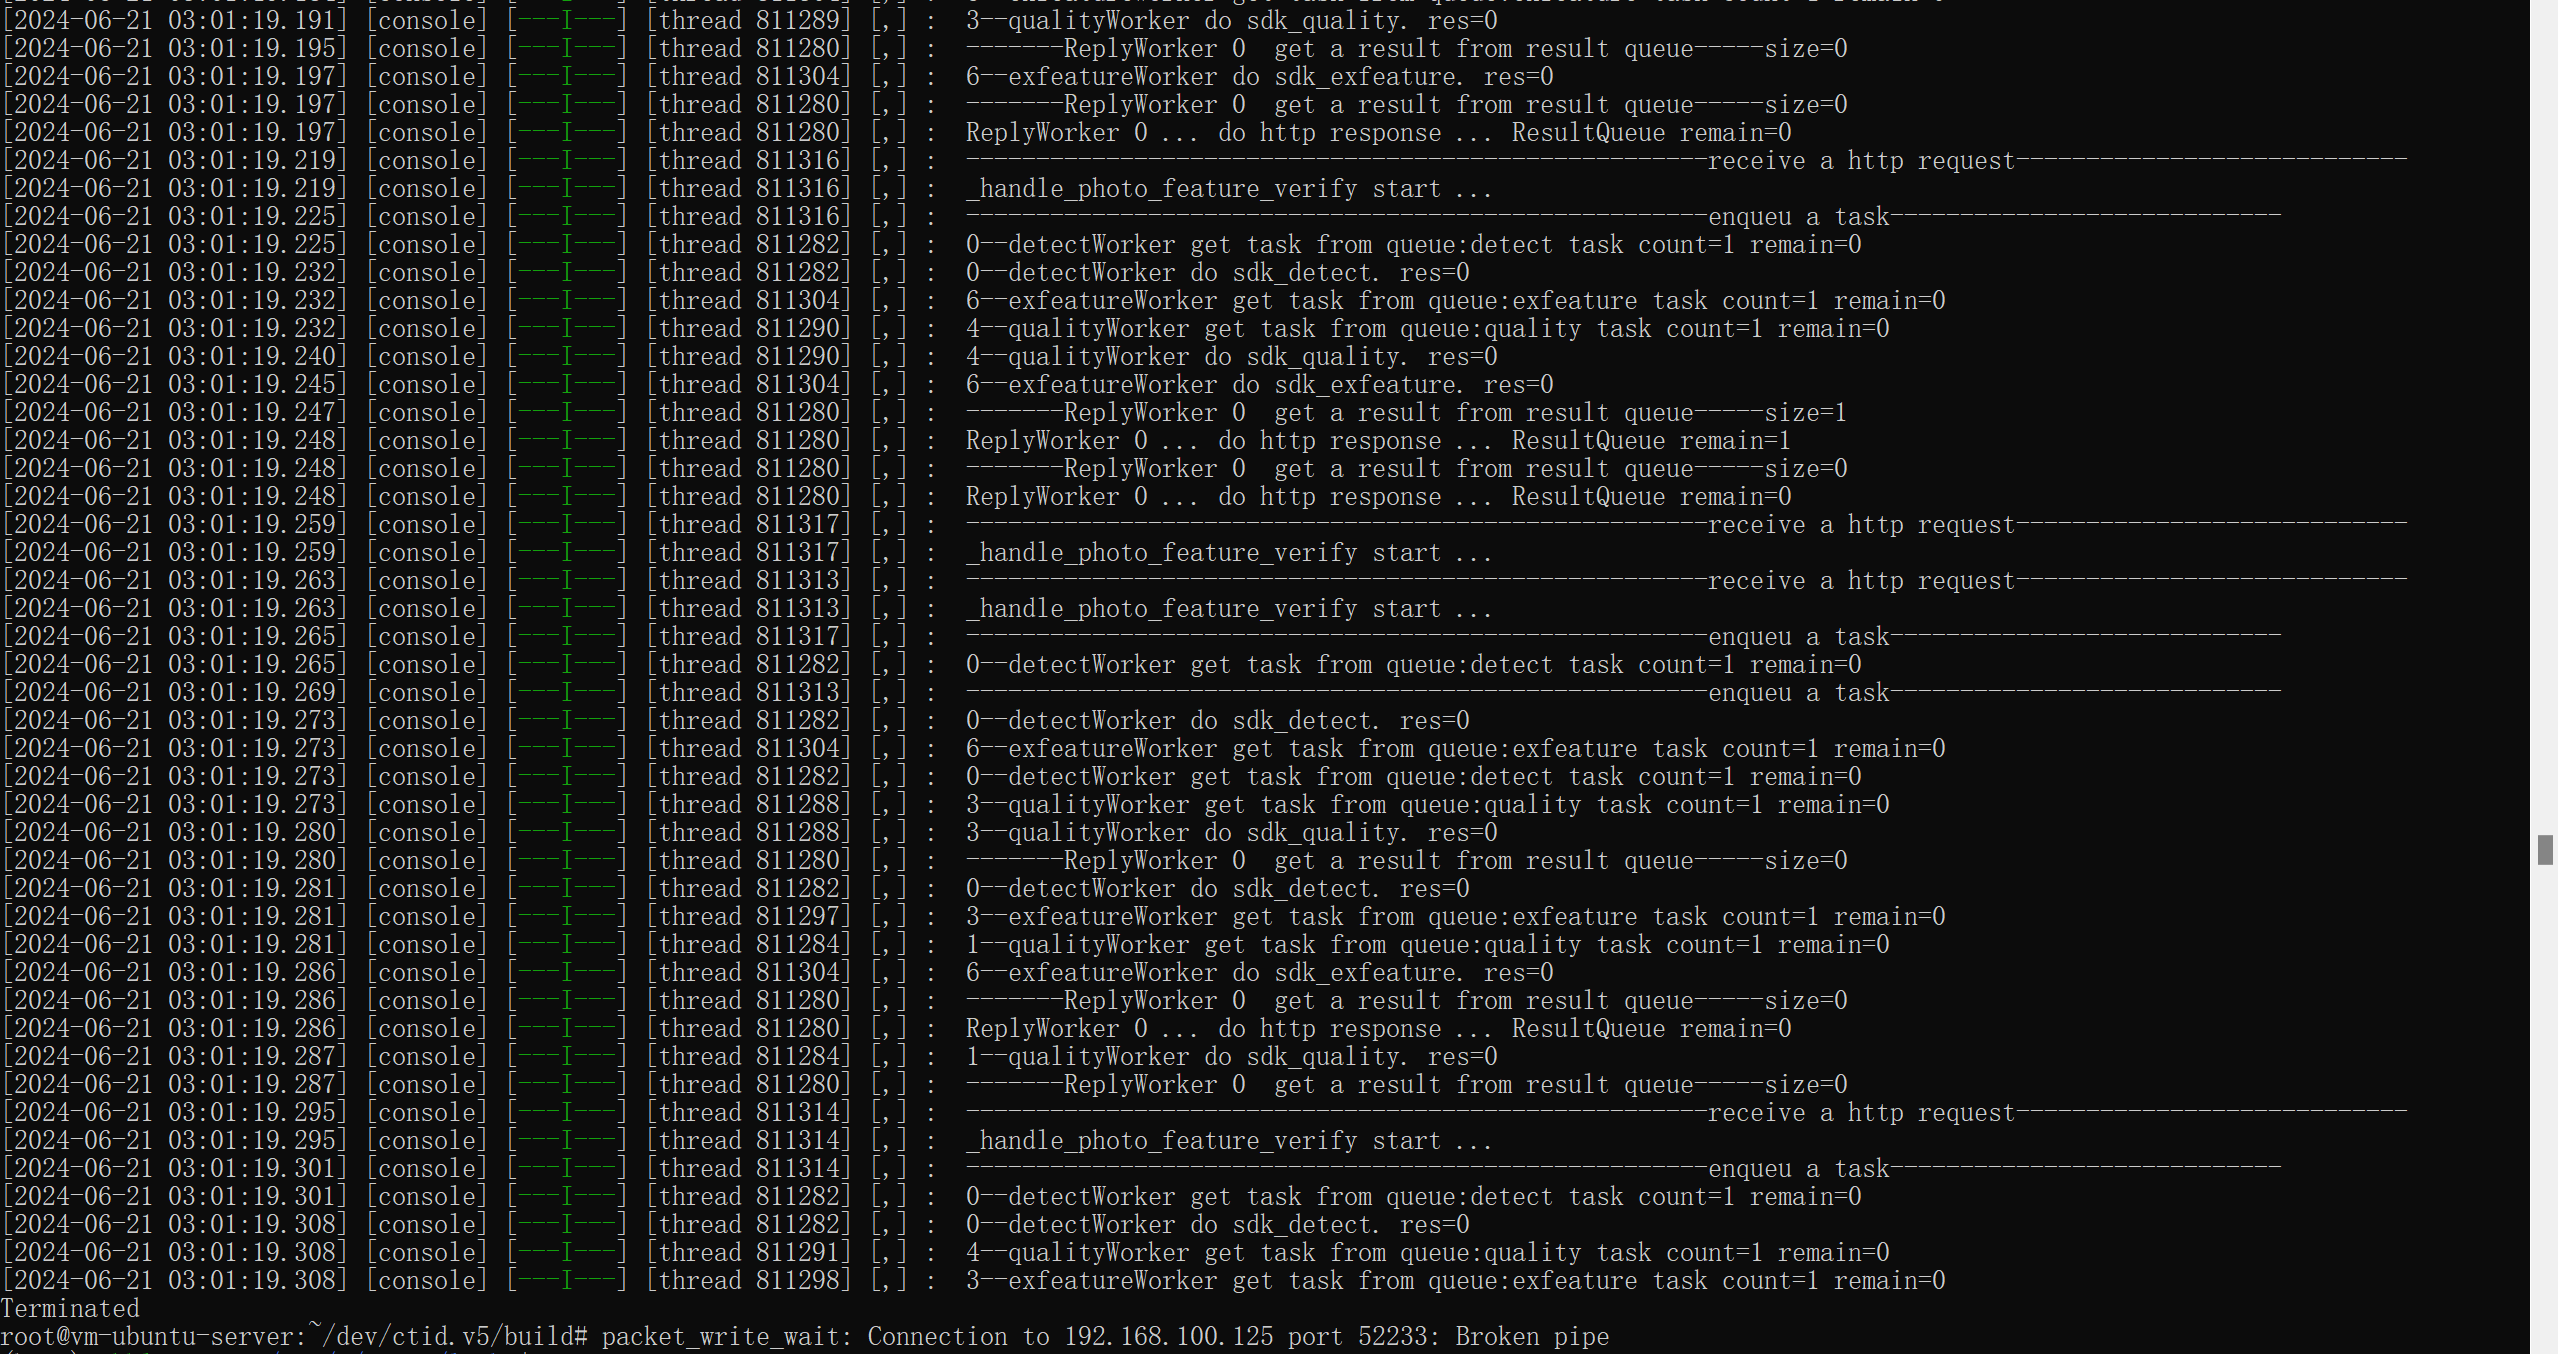 [2024-06-21 03:01:19.191] [console] [---I---] [thread 811289] [,] :  3--qualityWorker do sdk_quality. res=0
[2024-06-21 03:01:19.195] [console] [---I---] [thread 811280] [,] :  -------ReplyWorker 0  get a result from result queue-----size=0
[2024-06-21 03:01:19.197] [console] [---I---] [thread 811304] [,] :  6--exfeatureWorker do sdk_exfeature. res=0
[2024-06-21 03:01:19.197] [console] [---I---] [thread 811280] [,] :  -------ReplyWorker 0  get a result from result queue-----size=0
[2024-06-21 03:01:19.197] [console] [---I---] [thread 811280] [,] :  ReplyWorker 0 ... do http response ... ResultQueue remain=0
[2024-06-21 03:01:19.219] [console] [---I---] [thread 811316] [,] :  -----------------------------------------------------receive a http request----------------------------
[2024-06-21 03:01:19.219] [console] [---I---] [thread 811316] [,] :  _handle_photo_feature_verify start ...
[2024-06-21 03:01:19.225] [console] [---I---] [thread 811316] [,] :  -----------------------------------------------------enqueu a task----------------------------
[2024-06-21 03:01:19.225] [console] [---I---] [thread 811282] [,] :  0--detectWorker get task from queue:detect task count=1 remain=0
[2024-06-21 03:01:19.232] [console] [---I---] [thread 811282] [,] :  0--detectWorker do sdk_detect. res=0
[2024-06-21 03:01:19.232] [console] [---I---] [thread 811304] [,] :  6--exfeatureWorker get task from queue:exfeature task count=1 remain=0
[2024-06-21 03:01:19.232] [console] [---I---] [thread 811290] [,] :  4--qualityWorker get task from queue:quality task count=1 remain=0
[2024-06-21 03:01:19.240] [console] [---I---] [thread 811290] [,] :  4--qualityWorker do sdk_quality. res=0
[2024-06-21 03:01:19.245] [console] [---I---] [thread 811304] [,] :  6--exfeatureWorker do sdk_exfeature. res=0
[2024-06-21 03:01:19.247] [console] [---I---] [thread 811280] [,] :  -------ReplyWorker 0  get a result from result queue-----size=1
[2024-06-21 03:01:19.248] [console] [---I---] [thread 811280] [,] :  ReplyWorker 0 ... do http response ... ResultQueue remain=1
[2024-06-21 03:01:19.248] [console] [---I---] [thread 811280] [,] :  -------ReplyWorker 0  get a result from result queue-----size=0
[2024-06-21 03:01:19.248] [console] [---I---] [thread 811280] [,] :  ReplyWorker 0 ... do http response ... ResultQueue remain=0
[2024-06-21 03:01:19.259] [console] [---I---] [thread 811317] [,] :  -----------------------------------------------------receive a http request----------------------------
[2024-06-21 03:01:19.259] [console] [---I---] [thread 811317] [,] :  _handle_photo_feature_verify start ...
[2024-06-21 03:01:19.263] [console] [---I---] [thread 811313] [,] :  -----------------------------------------------------receive a http request----------------------------
[2024-06-21 03:01:19.263] [console] [---I---] [thread 811313] [,] :  _handle_photo_feature_verify start ...
[2024-06-21 03:01:19.265] [console] [---I---] [thread 811317] [,] :  -----------------------------------------------------enqueu a task----------------------------
[2024-06-21 03:01:19.265] [console] [---I---] [thread 811282] [,] :  0--detectWorker get task from queue:detect task count=1 remain=0
[2024-06-21 03:01:19.269] [console] [---I---] [thread 811313] [,] :  -----------------------------------------------------enqueu a task----------------------------
[2024-06-21 03:01:19.273] [console] [---I---] [thread 811282] [,] :  0--detectWorker do sdk_detect. res=0
[2024-06-21 03:01:19.273] [console] [---I---] [thread 811304] [,] :  6--exfeatureWorker get task from queue:exfeature task count=1 remain=0
[2024-06-21 03:01:19.273] [console] [---I---] [thread 811282] [,] :  0--detectWorker get task from queue:detect task count=1 remain=0
[2024-06-21 03:01:19.273] [console] [---I---] [thread 811288] [,] :  3--qualityWorker get task from queue:quality task count=1 remain=0
[2024-06-21 03:01:19.280] [console] [---I---] [thread 811288] [,] :  3--qualityWorker do sdk_quality. res=0
[2024-06-21 03:01:19.280] [console] [---I---] [thread 811280] [,] :  -------ReplyWorker 0  get a result from result queue-----size=0
[2024-06-21 03:01:19.281] [console] [---I---] [thread 811282] [,] :  0--detectWorker do sdk_detect. res=0
[2024-06-21 03:01:19.281] [console] [---I---] [thread 811297] [,] :  3--exfeatureWorker get task from queue:exfeature task count=1 remain=0
[2024-06-21 03:01:19.281] [console] [---I---] [thread 811284] [,] :  1--qualityWorker get task from queue:quality task count=1 remain=0
[2024-06-21 03:01:19.286] [console] [---I---] [thread 811304] [,] :  6--exfeatureWorker do sdk_exfeature. res=0
[2024-06-21 03:01:19.286] [console] [---I---] [thread 811280] [,] :  -------ReplyWorker 0  get a result from result queue-----size=0
[2024-06-21 03:01:19.286] [console] [---I---] [thread 811280] [,] :  ReplyWorker 0 ... do http response ... ResultQueue remain=0
[2024-06-21 03:01:19.287] [console] [---I---] [thread 811284] [,] :  1--qualityWorker do sdk_quality. res=0
[2024-06-21 03:01:19.287] [console] [---I---] [thread 811280] [,] :  -------ReplyWorker 0  get a result from result queue-----size=0
[2024-06-21 03:01:19.295] [console] [---I---] [thread 811314] [,] :  -----------------------------------------------------receive a http request----------------------------
[2024-06-21 03:01:19.295] [console] [---I---] [thread 811314] [,] :  _handle_photo_feature_verify start ...
[2024-06-21 03:01:19.301] [console] [---I---] [thread 811314] [,] :  -----------------------------------------------------enqueu a task----------------------------
[2024-06-21 03:01:19.301] [console] [---I---] [thread 811282] [,] :  0--detectWorker get task from queue:detect task count=1 remain=0
[2024-06-21 03:01:19.308] [console] [---I---] [thread 811282] [,] :  0--detectWorker do sdk_detect. res=0
[2024-06-21 03:01:19.308] [console] [---I---] [thread 811291] [,] :  4--qualityWorker get task from queue:quality task count=1 remain=0
[2024-06-21 03:01:19.308] [console] [---I---] [thread 811298] [,] :  3--exfeatureWorker get task from queue:exfeature task count=1 remain=0
Terminated
root@vm-ubuntu-server:~/dev/ctid.v5/build# packet_write_wait: Connection to 192.168.100.125 port 52233: Broken pipe